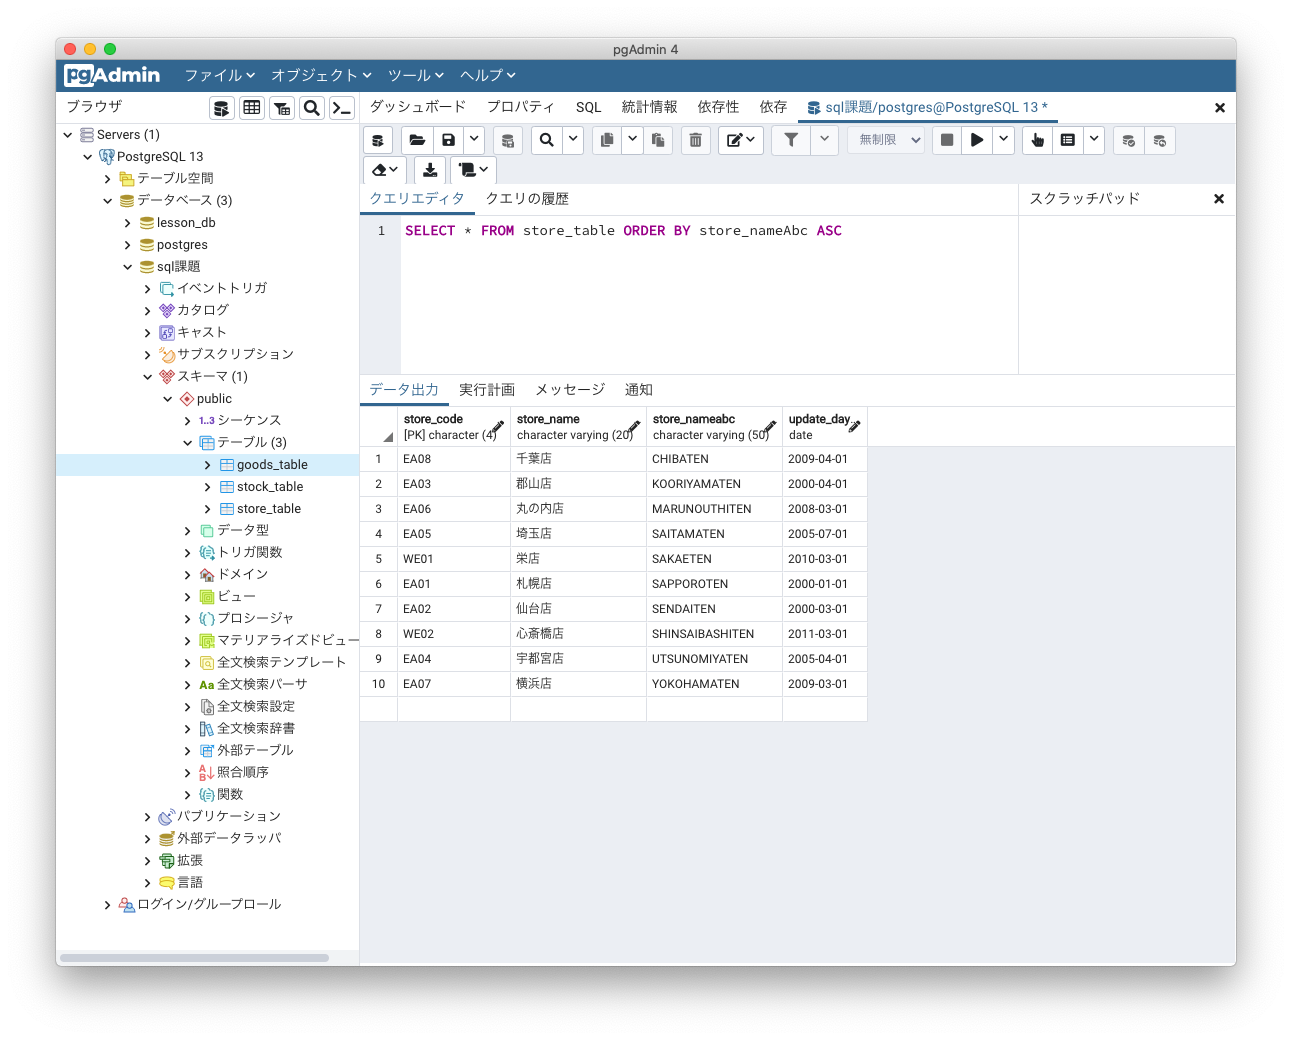 pgAdmin 4
pgAdmin ファイル オブジェクト ツール ヘルプ
ブラウザ
ダッシュボード プロパティ SQL 統計情報 依存性 依存 sql課題/postgres@PostgreSQL 13 *
Servers (1)
PostgreSQL 13
テーブル空間
データベース (3)
lesson_db
postgres
sql課題
イベントトリガ
カタログ
キャスト
サブスクリプション
スキーマ (1)
public
1..3 シーケンス
テーブル (3)
goods_table
stock_table
store_table
データ型
トリガ関数
ドメイン
ビュー
プロシージャ
マテリアライズドビュー
全文検索テンプレート
Aa 全文検索パーサ
全文検索設定
全文検索辞書
外部テーブル
照合順序
関数
パブリケーション
外部データラッパ
拡張
言語
ログイン/グループロール
無制限
クエリエディタ クエリの履歴 スクラッチパッド
1 SELECT * FROM store_table ORDER BY store_nameAbc ASC
データ出力 実行計画 メッセージ 通知
store_code store_name store_nameabc update_day
[PK] character (4) character varying (20) character varying (50) date
1 EA08 千葉店 CHIBATEN 2009-04-01
2 EA03 郡山店 KOORIYAMATEN 2000-04-01
3 EA06 丸の内店 MARUNOUTHITEN 2008-03-01
4 EA05 埼玉店 SAITAMATEN 2005-07-01
5 WE01 栄店 SAKAETEN 2010-03-01
6 EA01 札幌店 SAPPOROTEN 2000-01-01
7 EA02 仙台店 SENDAITEN 2000-03-01
8 WE02 心斎橋店 SHINSAIBASHITEN 2011-03-01
9 EA04 宇都宮店 UTSUNOMIYATEN 2005-04-01
10 EA07 横浜店 YOKOHAMATEN 2009-03-01